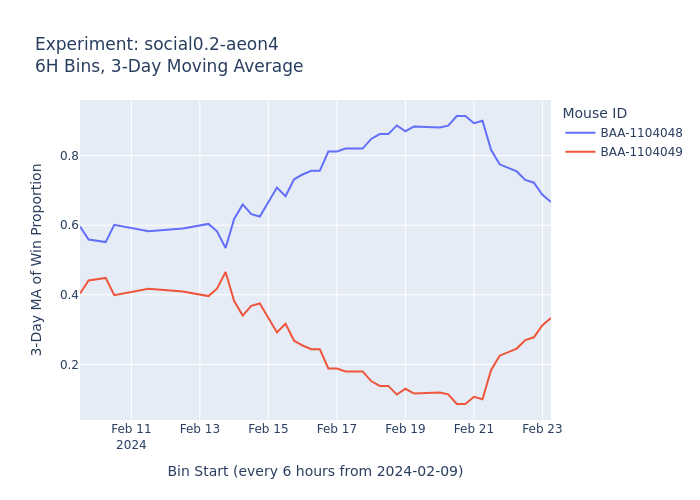 Experiment: social0.2-aeon4
6H Bins, 3-Day Moving Average
Mouse ID
BAA-1104048
BAA-1104049
3-Day MA of Win Proportion
0.8
0.6
0.4
0.2
Feb 11
2024
Feb 13
Feb 15
Feb 17
Feb 19
Feb 21
Feb 23
Bin Start (every 6 hours from 2024-02-09)